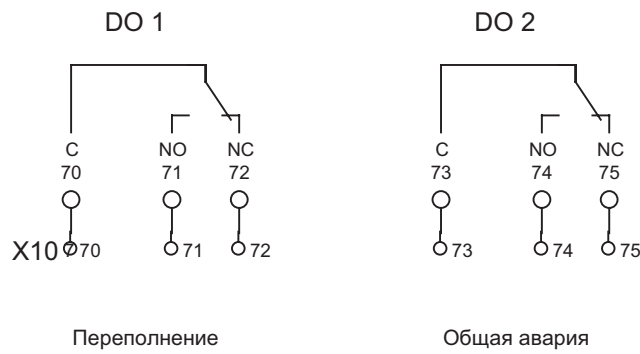 DO 1 DO 2
C NO NC C NO NC
70 71 72 73 74 75
X10 70 71 72 73 74 75
Переполнение Общая авария